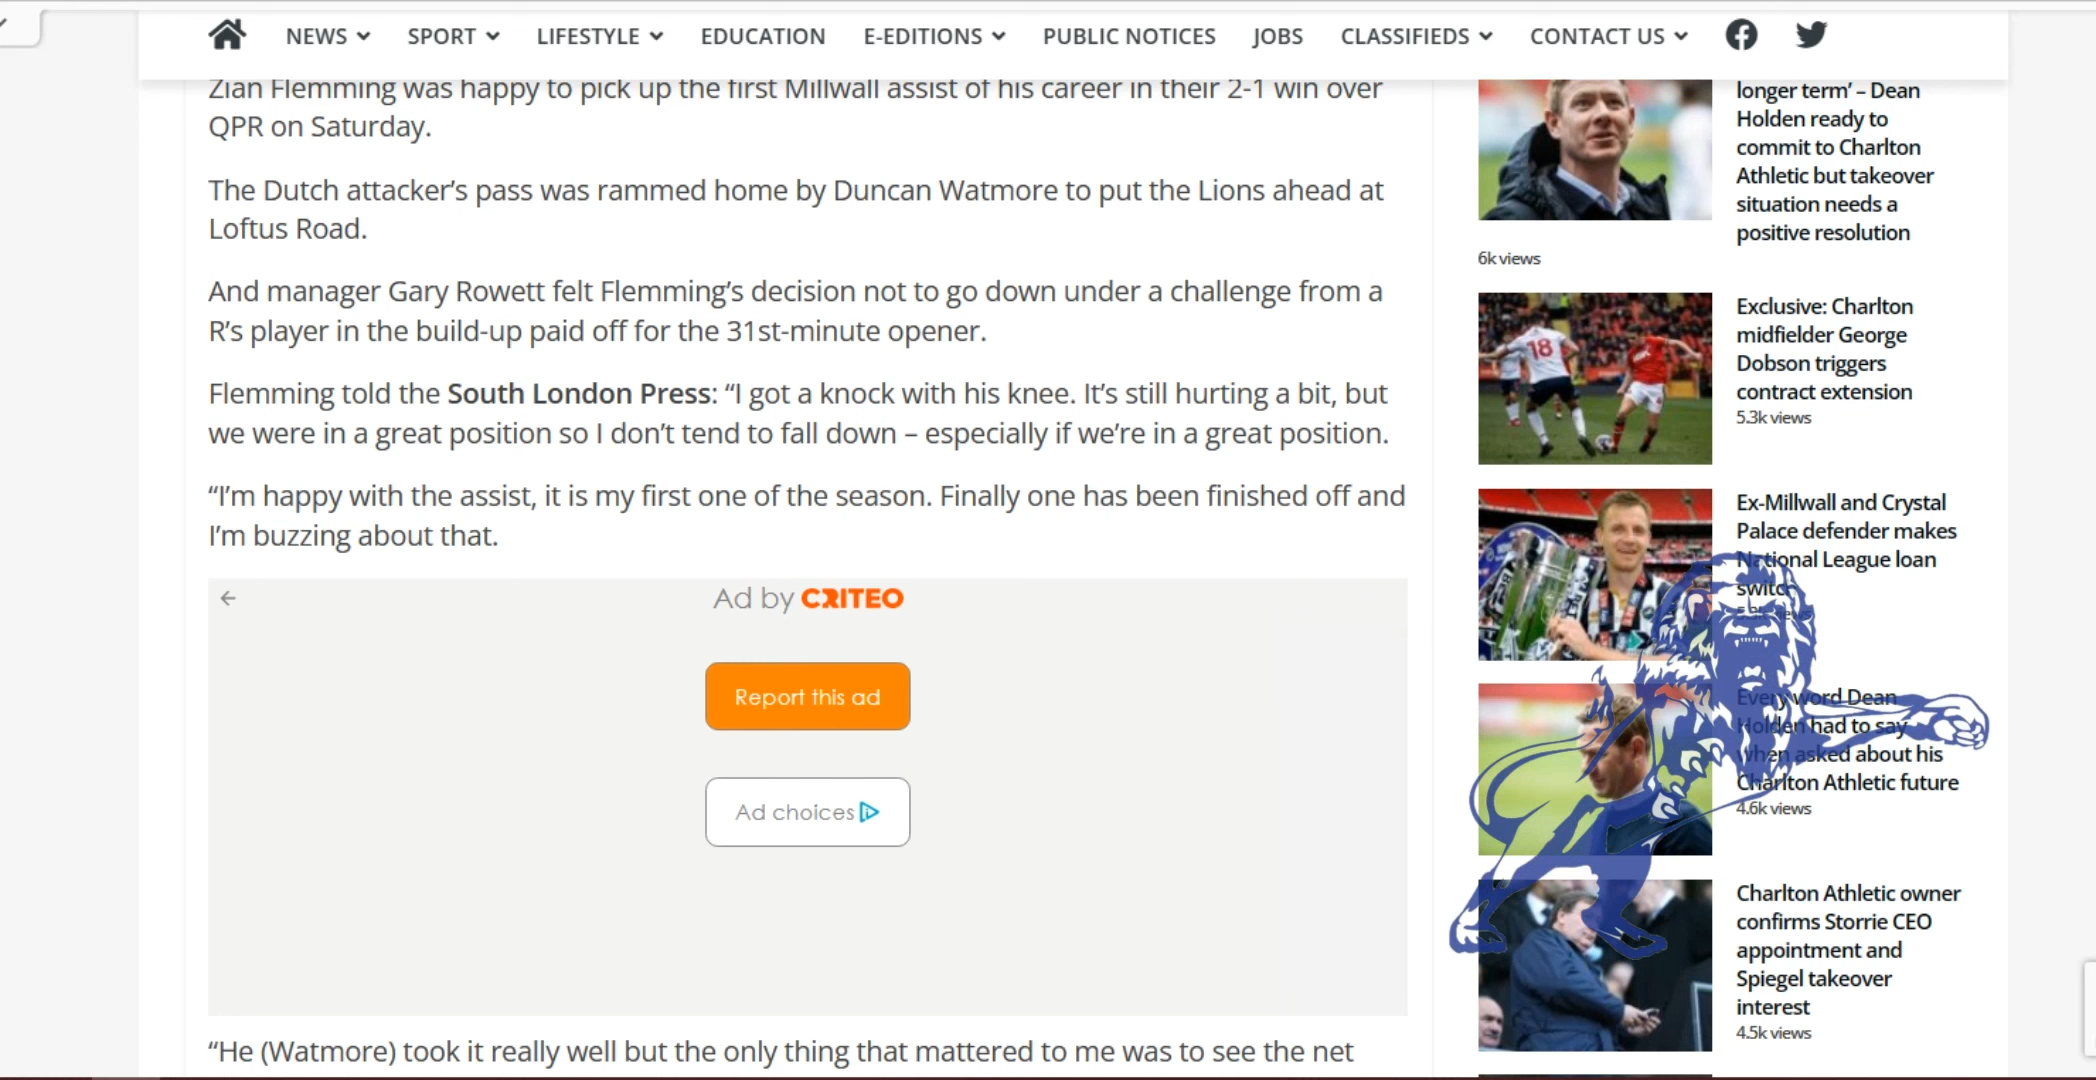 NEWS SPORT LIFESTYLE EDUCATION E-EDITIONS PUBLIC NOTICES JOBS CLASSIFIEDS CONTACT US
Zian Flemming was happy to pick up the first Millwall assist of his career in their 2-1 win over
QPR on Saturday.
The Dutch attacker’s pass was rammed home by Duncan Watmore to put the Lions ahead at
Loftus Road.
And manager Gary Rowett felt Flemming’s decision not to go down under a challenge from a
R’s player in the build-up paid off for the 31st-minute opener.
Flemming told the South London Press: “I got a knock with his knee. It’s still hurting a bit, but
we were in a great position so I don’t tend to fall down – especially if we’re in a great position.
“I’m happy with the assist, it is my first one of the season. Finally one has been finished off and
I’m buzzing about that.
Ad by CRITEO
Report this ad
Ad choices
“He (Watmore) took it really well but the only thing that mattered to me was to see the net
longer term’ – Dean
Holden ready to
commit to Charlton
Athletic but takeover
situation needs a
positive resolution
6k views
18
Exclusive: Charlton
midfielder George
Dobson triggers
contract extension
5.3k views
Ex-Millwall and Crystal
Palace defender makes
National League loan
switch
Every word Dean
Holden had to say
when asked about his
Charlton Athletic future
4.6k views
Charlton Athletic owner
confirms Storrie CEO
appointment and
Spiegel takeover
interest
4.5k views